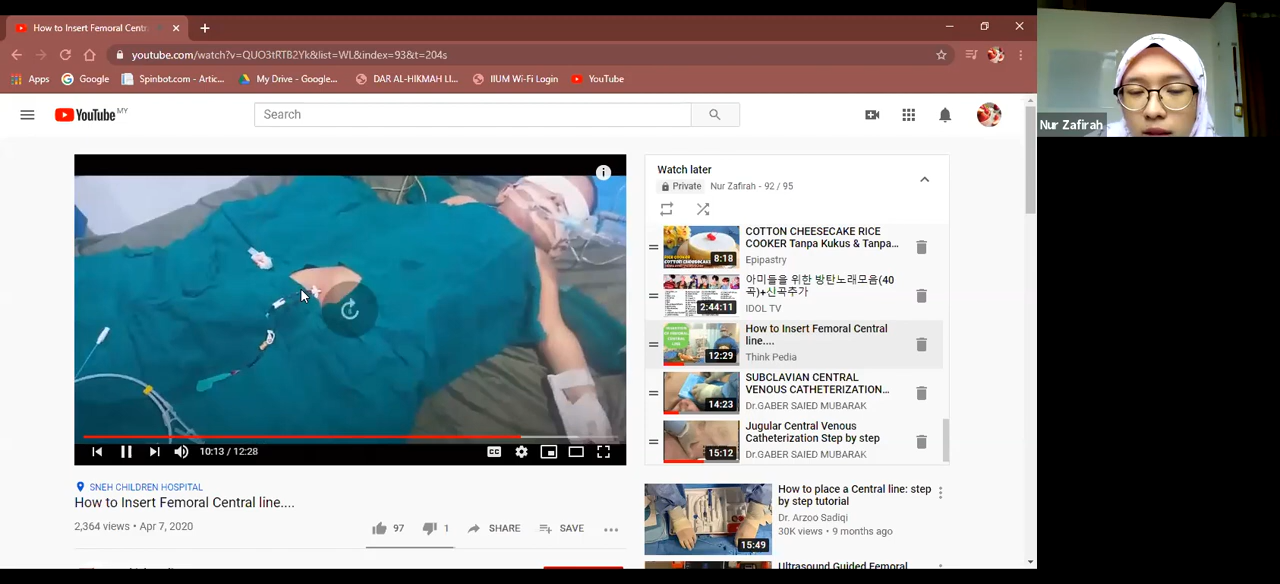 How to Insert Femoral Centr
youtube.com/watch?v=QUO3tRTB2Yk&list=WL&index=93&t=204s
Apps
Google
Spinbot.com - Artic...
My Drive - Google...
DAR AL-HIKMAH LI...
IIUM Wi-Fi Login
YouTube
Nur Zafirah
YouTube MY
Search
Watch later
Private Nur Zafirah - 92 / 95
COTTON CHEESECAKE RICE
COOKER Tanpa Kukus & Tanpa...
Epipastry
8:18
아미들을 위한 방탄노래모음(40
곡)+신곡추가
IDOL TV
2:44:11
How to Insert Femoral Central
line....
Think Pedia
12:29
SUBCLAVIAN CENTRAL
VENOUS CATHETERIZATION...
Dr.GABER SAIED MUBARAK
14:23
Jugular Central Venous
Catheterization Step by step
Dr.GABER SAIED MUBARAK
15:12
10:13 / 12:28
CC
SNEH CHILDREN HOSPITAL
How to Insert Femoral Central line....
2,364 views • Apr 7, 2020
97
1
SHARE
SAVE
How to place a Central line: step
by step tutorial
Dr. Arzoo Sadiqi
30K views • 9 months ago
15:49
Ultrasound Guided Femoral